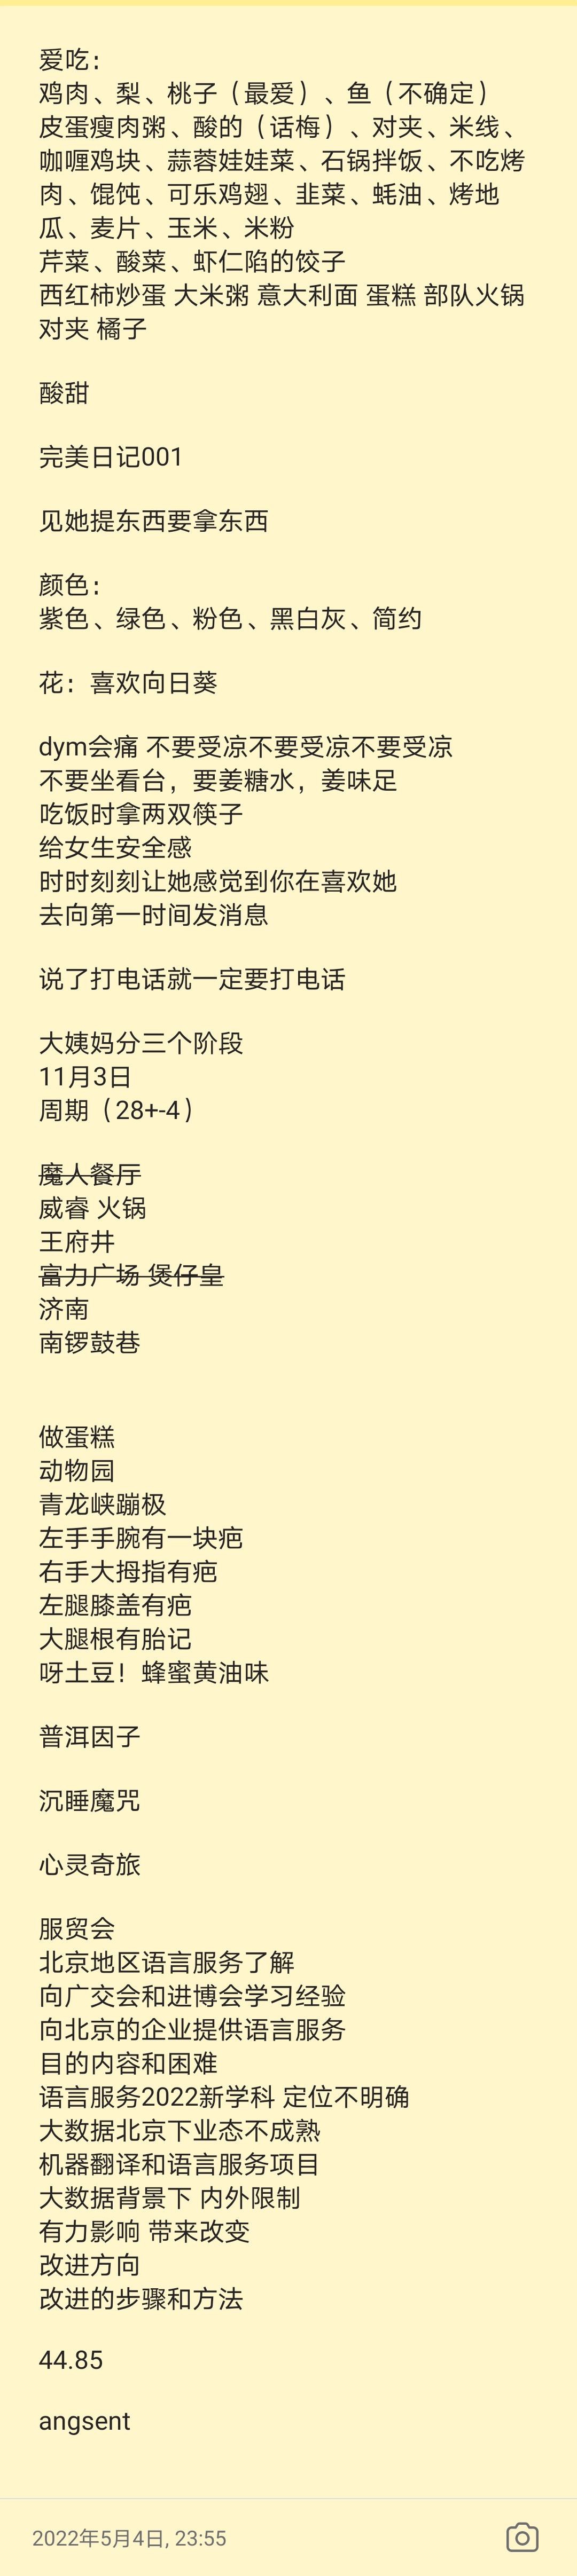 爱吃：
鸡肉、梨、桃子（最爱）、鱼（不确定）
皮蛋瘦肉粥、酸的（话梅）、对夹、米线、
咖喱鸡块、蒜蓉娃娃菜、石锅拌饭、不吃烤
肉、馄饨、可乐鸡翅、韭菜、蚝油、烤地
瓜、麦片、玉米、米粉
芹菜、酸菜、虾仁陷的饺子
西红柿炒蛋 大米粥 意大利面 蛋糕 部队火锅
对夹 橘子
酸甜
完美日记001
见她提东西要拿东西
颜色：
紫色、绿色、粉色、黑白灰、简约
花：喜欢向日葵
dym会痛 不要受凉不要受凉不要受凉
不要坐看台，要姜糖水，姜味足
吃饭时拿两双筷子
给女生安全感
时时刻刻让她感觉到你在喜欢她
去向第一时间发消息
说了打电话就一定要打电话
大姨妈分三个阶段
11月3日
周期（28+-4）
魔人餐厅
威睿 火锅
王府井
富力广场 煲仔皇
济南
南锣鼓巷
做蛋糕
动物园
青龙峡蹦极
左手手腕有一块疤
右手大拇指有疤
左腿膝盖有疤
大腿根有胎记
呀土豆！蜂蜜黄油味
普洱因子
沉睡魔咒
心灵奇旅
服贸会
北京地区语言服务了解
向广交会和进博会学习经验
向北京的企业提供语言服务
目的内容和困难
语言服务2022新学科 定位不明确
大数据北京下业态不成熟
机器翻译和语言服务项目
大数据背景下 内外限制
有力影响 带来改变
改进方向
改进的步骤和方法
44.85
angsent
2022年5月4日, 23:55